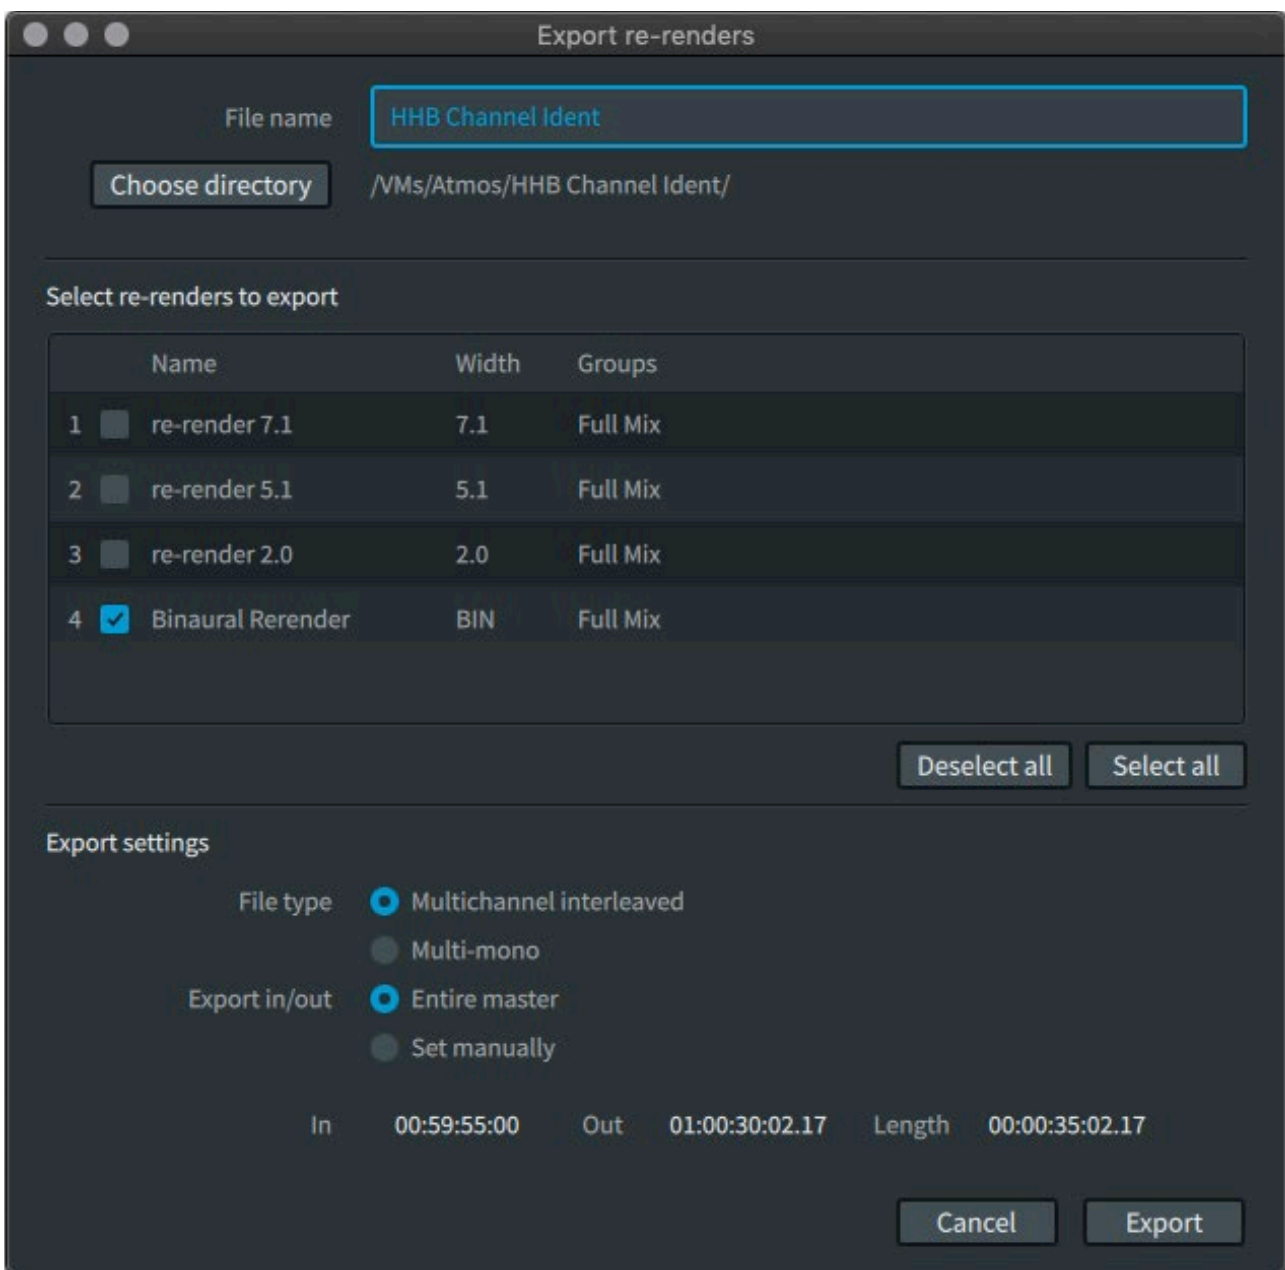 Export re-renders
File name HHB Channel Ident
Choose directory /VMs/Atmos/HHB Channel Ident/
Select re-renders to export
Name Width Groups
1 re-render 7.1 7.1 Full Mix
2 re-render 5.1 5.1 Full Mix
3 re-render 2.0 2.0 Full Mix
4 Binaural Rerender BIN Full Mix
Deselect all Select all
Export settings
File type Multichannel interleaved
Multi-mono
Export in/out Entire master
Set manually
In 00:59:55:00 Out 01:00:30:02.17 Length 00:00:35:02.17
Cancel Export